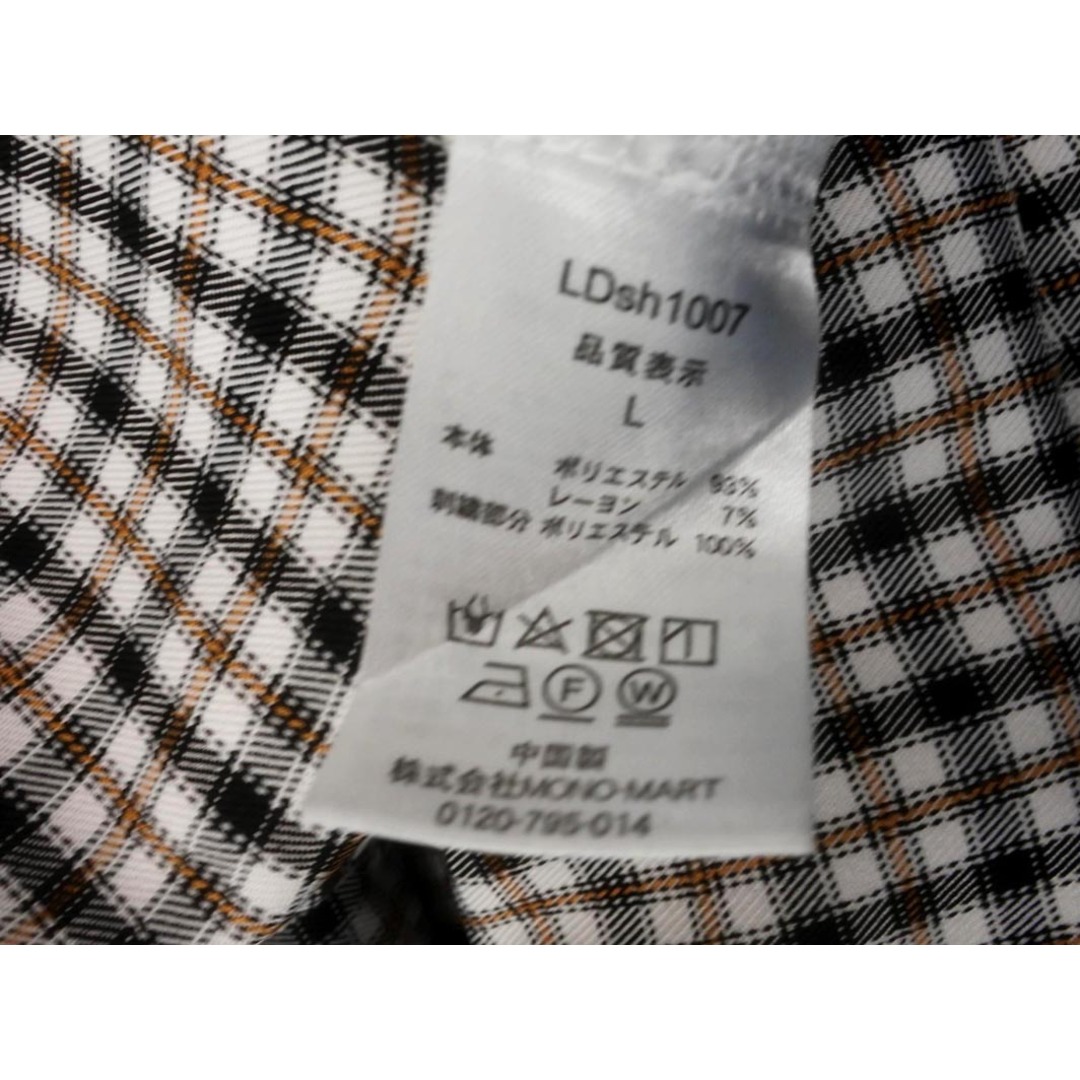 LDsh1007
品質表示
L
本体 ポリエステル 93%
レーヨン 7%
刺繍部分 ポリエステル 100%
F W
中国製
株式会社MONO-MART
0120-795-014